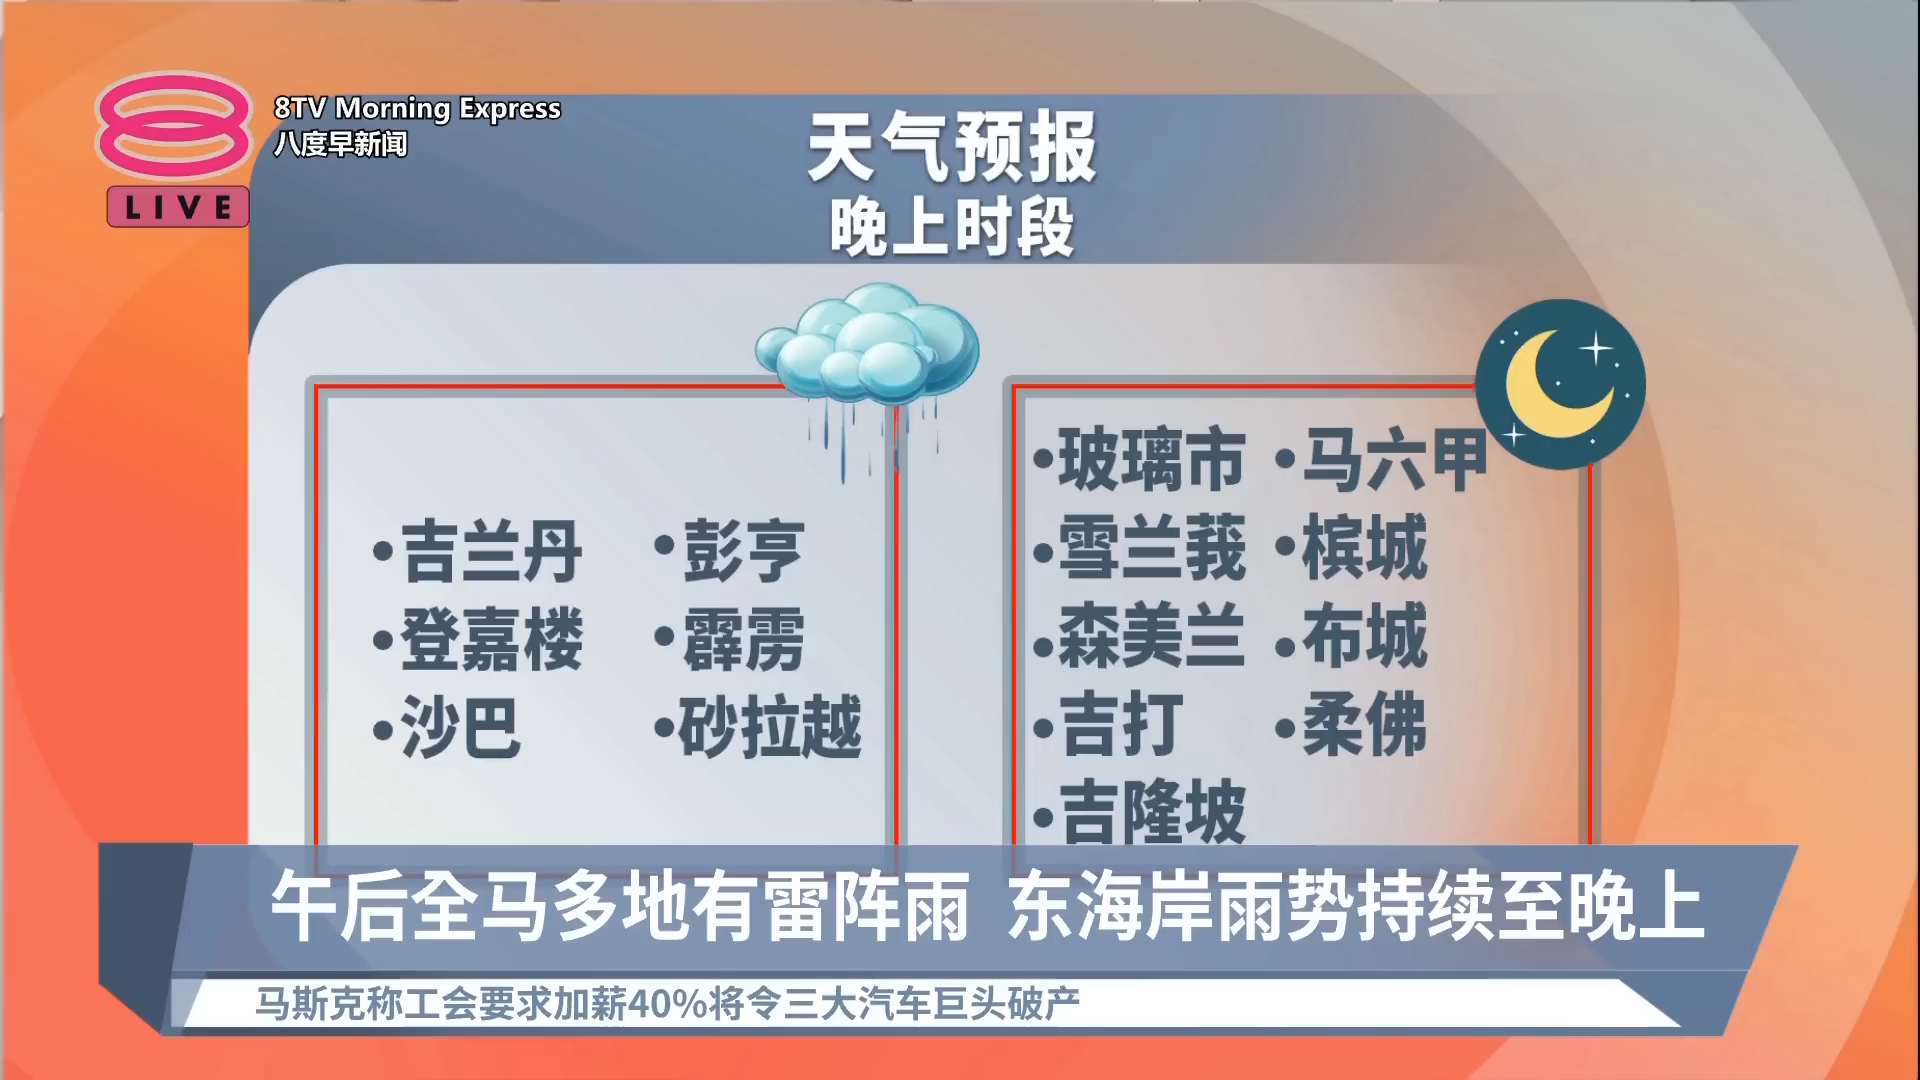 8TV Morning Express
八度早新闻
LIVE
天气预报
晚上时段
•吉兰丹 •彭亨
•登嘉楼 •霹雳
•沙巴 •砂拉越
•玻璃市 •马六甲
•雪兰莪 •槟城
•森美兰 •布城
•吉打 •柔佛
•吉隆坡
午后全马多地有雷阵雨 东海岸雨势持续至晚上
马斯克称工会要求加薪40%将令三大汽车巨头破产